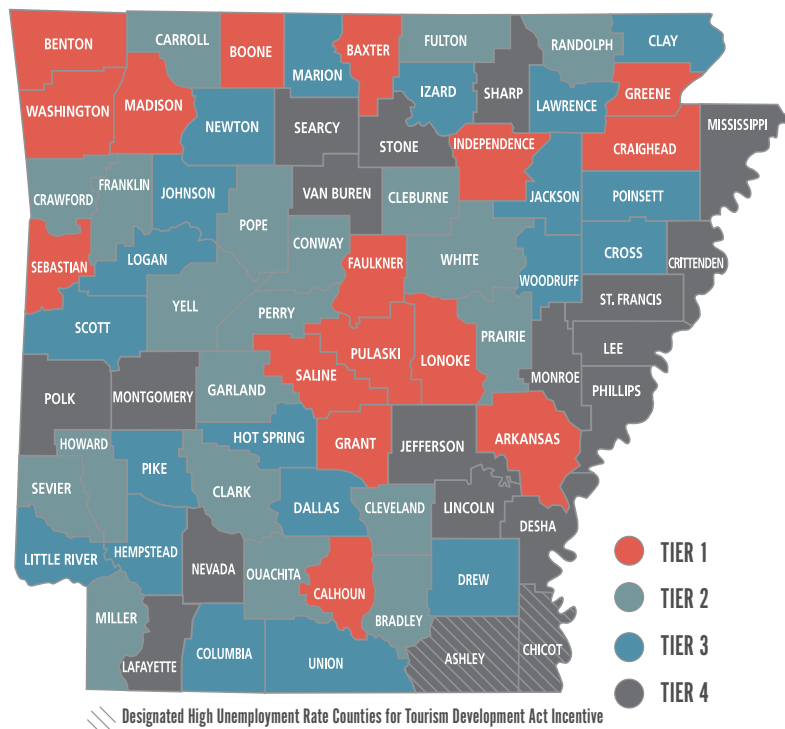 BENTON
CARROLL
BOONE
MARION
BAXTER
FULTON
RANDOLPH
CLAY
WASHINGTON
MADISON
NEWTON
SEARCY
STONE
IZARD
SHARP
LAWRENCE
GREENE
MISSISSIPPI
INDEPENDENCE
CRAIGHEAD
CRAWFORD
FRANKLIN
JOHNSON
POPE
VAN BUREN
CLEBURNE
JACKSON
POINSETT
SEBASTIAN
LOGAN
CONWAY
FAULKNER
WHITE
WOODRUFF
CROSS
CRITTENDEN
SCOTT
YELL
PERRY
ST. FRANCIS
POLK
MONTGOMERY
GARLAND
SALINE
PULASKI
LONOKE
PRAIRIE
MONROE
LEE
PHILLIPS
HOWARD
PIKE
HOT SPRING
GRANT
JEFFERSON
ARKANSAS
SEVIER
CLARK
DALLAS
CLEVELAND
LINCOLN
DESHA
LITTLE RIVER
HEMPSTEAD
NEVADA
OUACHITA
CALHOUN
BRADLEY
DREW
MILLER
LAFAYETTE
COLUMBIA
UNION
ASHLEY
CHICOT
TIER 1
TIER 2
TIER 3
TIER 4
Designated High Unemployment Rate Counties for Tourism Development Act Incentive